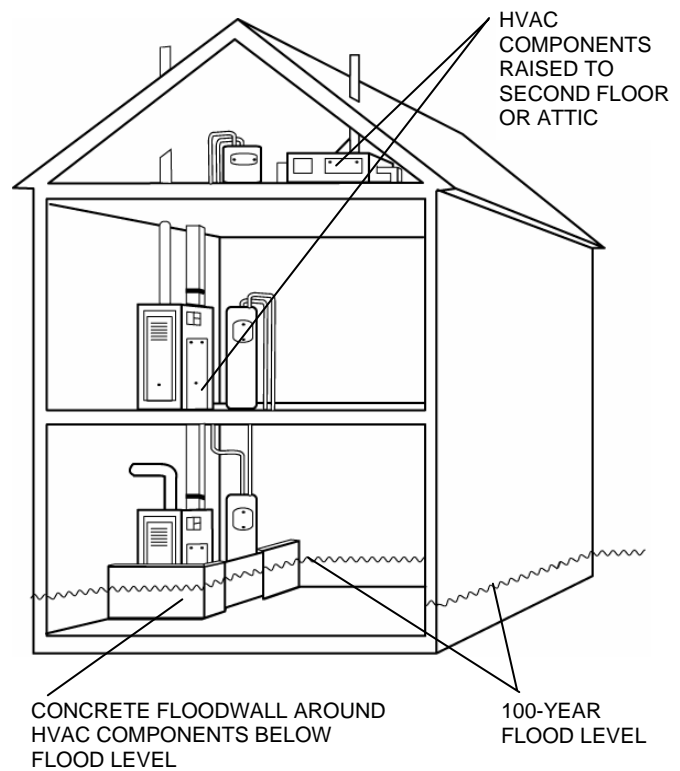 HVAC
COMPONENTS
RAISED TO
SECOND FLOOR
OR ATTIC
CONCRETE FLOODWALL AROUND
HVAC COMPONENTS BELOW
FLOOD LEVEL
100-YEAR
FLOOD LEVEL